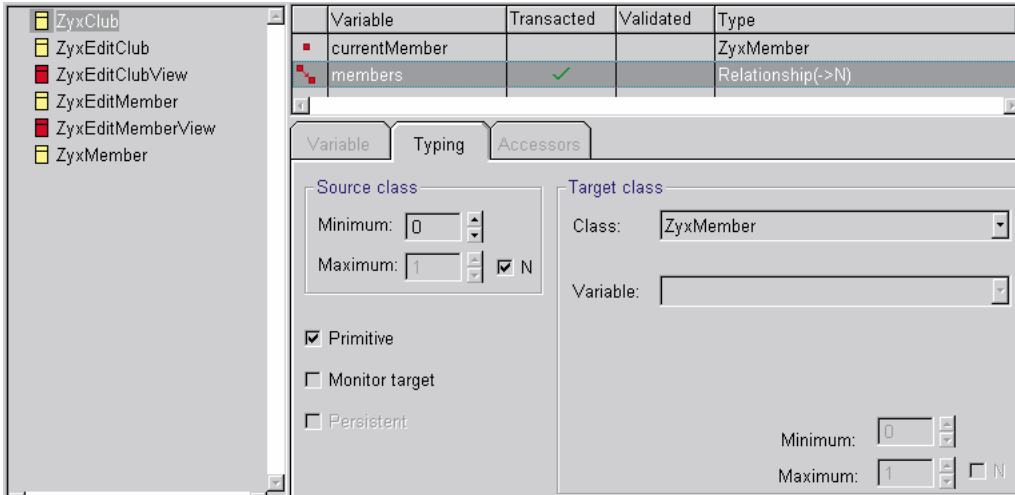 ZyxClub
ZyxEditClub
ZyxEditClubView
ZyxEditMember
ZyxEditMemberView
ZyxMember
Variable Transacted Validated Type
currentMember ZyxMember
members Relationship(->N)
Variable Typing Accessors
Source class
Minimum: 0
Maximum: 1 N
Primitive
Monitor target
Persistent
Target class
Class: ZyxMember
Variable:
Minimum: 0
Maximum: 1 N